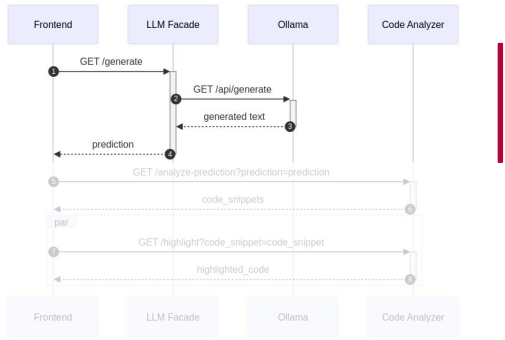 Frontend LLM Facade Ollama Code Analyzer
GET /generate
1
GET /api/generate
2
generated text
3
prediction
4
GET /analyze-prediction?prediction=prediction
5
code_snippets
6
par
GET /highlight?code_snippet=code_snippet
7
highlighted_code
8
Frontend LLM Facade Ollama Code Analyzer